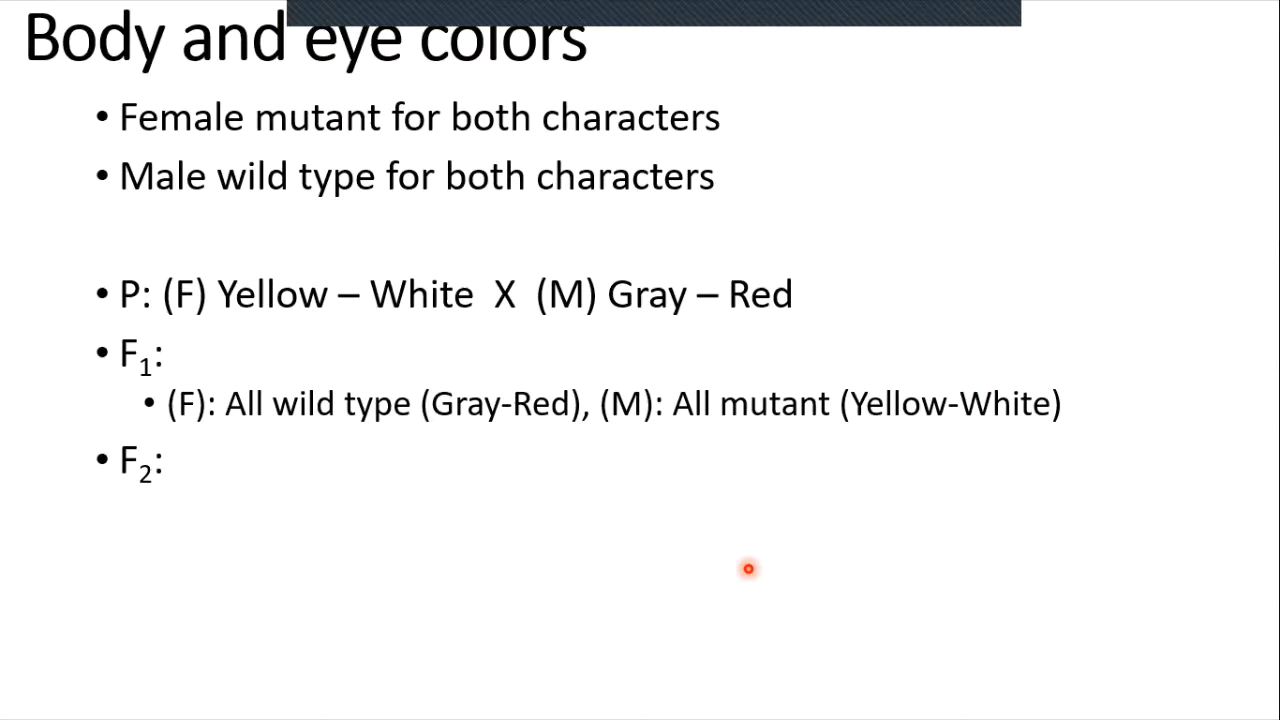 Body and eye colors
• Female mutant for both characters
• Male wild type for both characters
• P: (F) Yellow – White X (M) Gray – Red
• F₁:
• (F): All wild type (Gray-Red), (M): All mutant (Yellow-White)
• F₂: